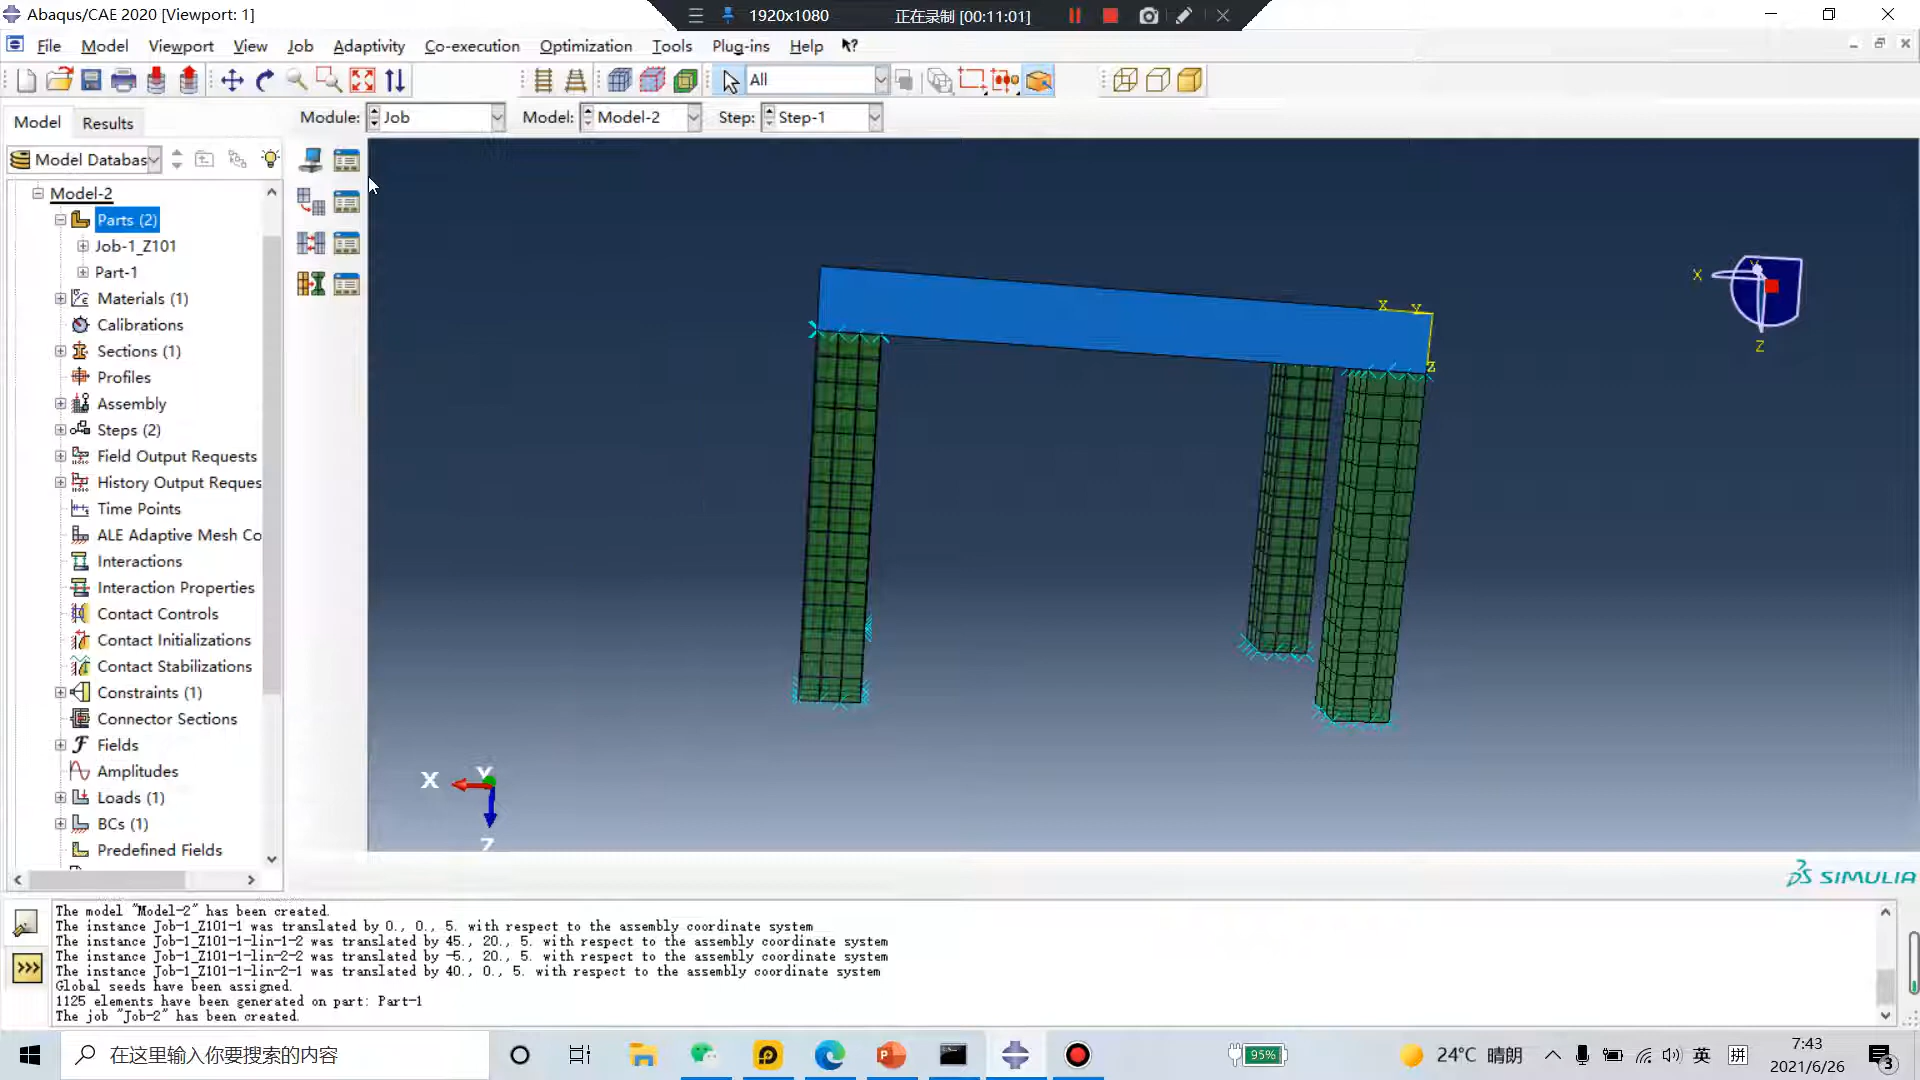 Abaqus/CAE 2020 [Viewport: 1]
1920x1080
正在录制 [00:11:01]
File Model Viewport View Job Adaptivity Co-execution Optimization Tools Plug-ins Help
All
Model Results
Module: Job Model: Model-2 Step: Step-1
Model Databas
Model-2
Parts (2)
Job-1_Z101
Part-1
Materials (1)
Calibrations
Sections (1)
Profiles
Assembly
Steps (2)
Field Output Requests
History Output Reques
Time Points
ALE Adaptive Mesh Co
Interactions
Interaction Properties
Contact Controls
Contact Initializations
Contact Stabilizations
Constraints (1)
Connector Sections
Fields
Amplitudes
Loads (1)
BCs (1)
Predefined Fields
X Y
Z
X
Y
Z
X
Y
Z
SIMULIA
The model "Model-2" has been created.
The instance Job-1_Z101-1 was translated by 0., 0., 5. with respect to the assembly coordinate system
The instance Job-1_Z101-1-lin-1-2 was translated by 45., 20., 5. with respect to the assembly coordinate system
The instance Job-1_Z101-1-lin-2-2 was translated by -5., 20., 5. with respect to the assembly coordinate system
The instance Job-1_Z101-1-lin-2-1 was translated by 40., 0., 5. with respect to the assembly coordinate system
Global seeds have been assigned.
1125 elements have been generated on part: Part-1
The job "Job-2" has been created.
在这里输入你要搜索的内容
95%
24°C 晴朗
英
拼
7:43
2021/6/26
3